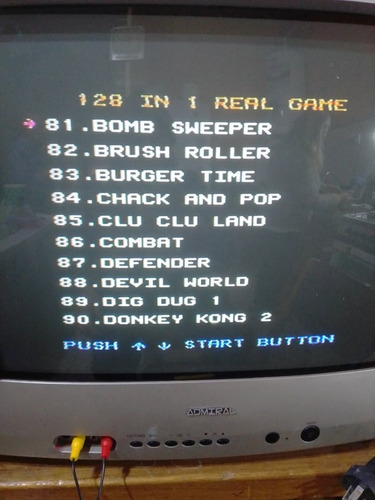 128 IN 1 REAL GAME
81.BOMB SWEEPER
82.BRUSH ROLLER
83.BURGER TIME
84.CHACK AND POP
85.CLU CLU LAND
86.COMBAT
87.DEFENDER
88.DEVIL WORLD
89.DIG DUG 1
90.DONKEY KONG 2
PUSH ↑ ↓ START BUTTON
ADMIRAL